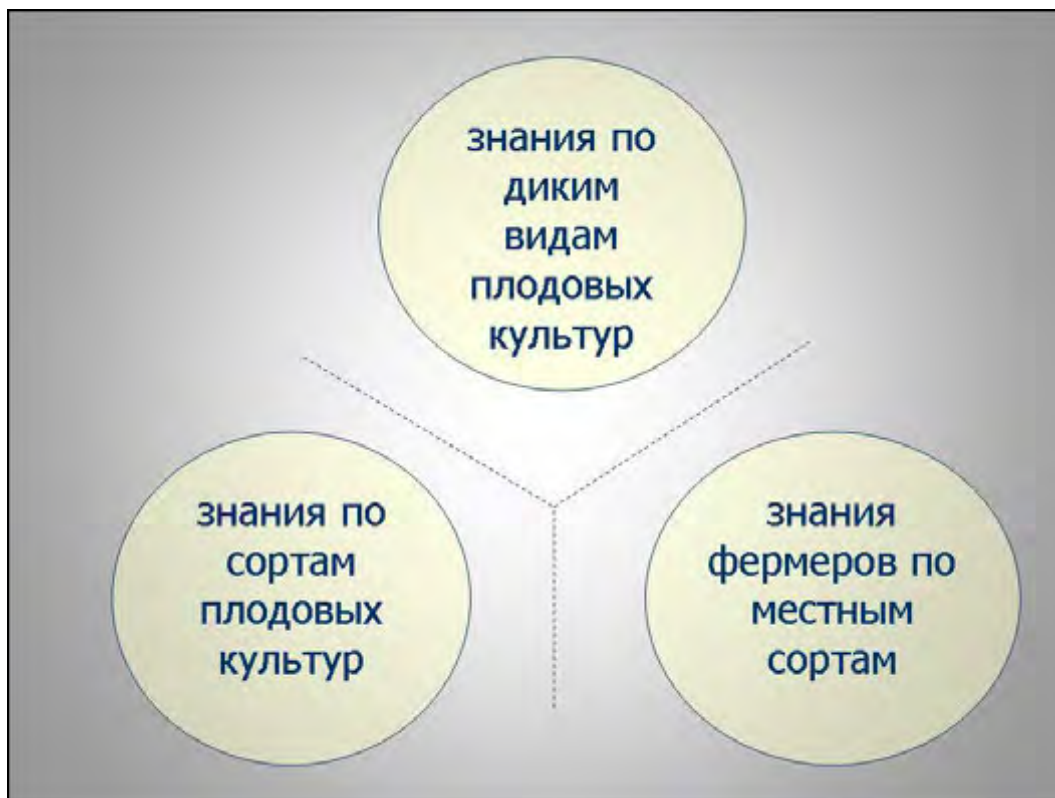 знания по
диким
видам
плодовых
культур
знания по
сортам
плодовых
культур
знания
фермеров по
местным
сортам